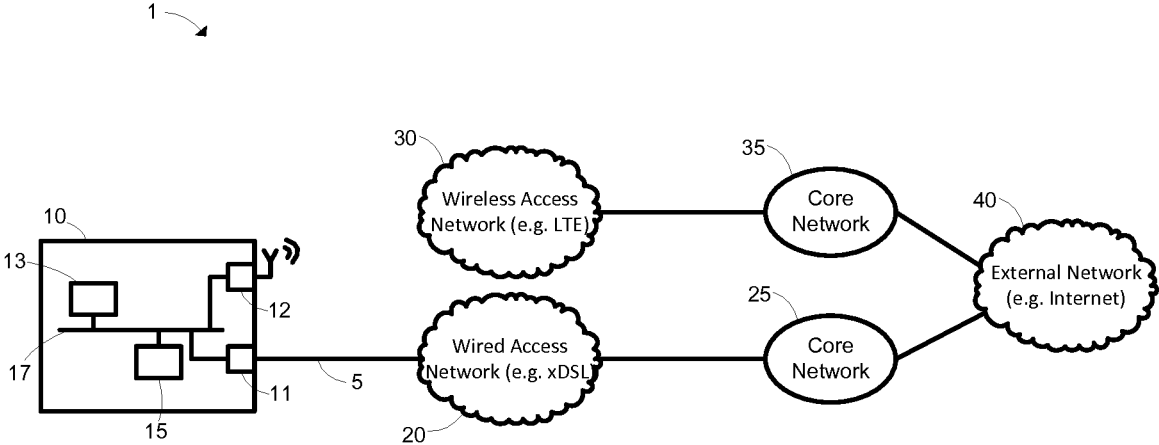 1
30
35
40
Wireless Access
Network (e.g. LTE)
Core
Network
10
13
12
External Network
(e.g. Internet)
25
Wired Access
Network (e.g. xDSL)
Core
Network
17
5
11
15
20